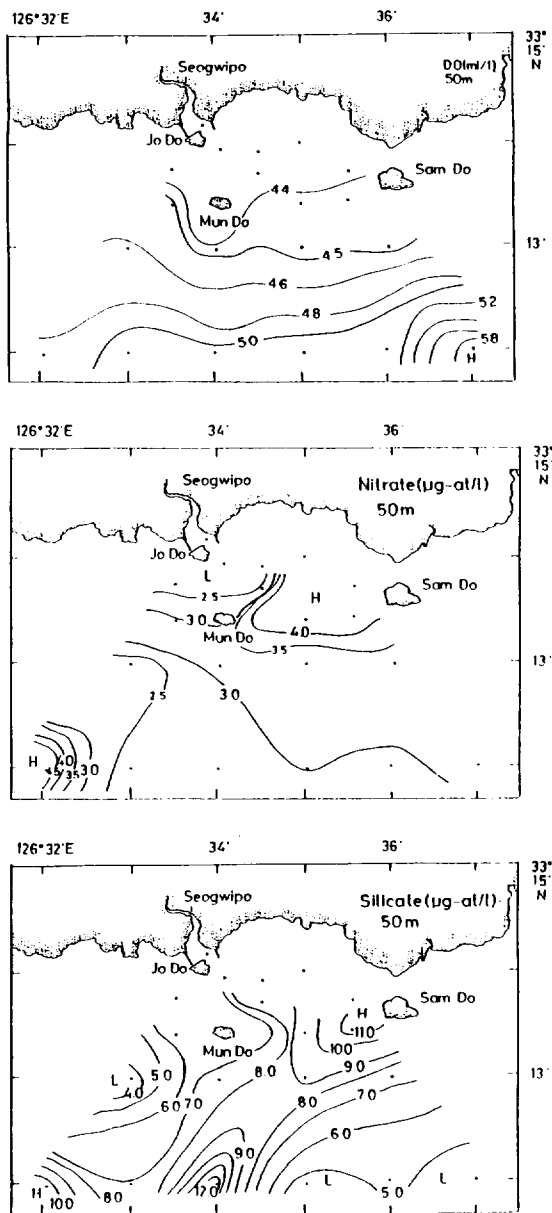 126°32'E 34' 36' 33°
15'
N
Seogwipo
DO(ml/l)
50m
Jo Do
Sam Do
Mun Do
44
13'
45
46
48
50
52
58
H
126°32'E 34' 36' 33°
15'
N
Seogwipo
Nitrate(µg-at/l)
50m
Jo Do
L
25
H
Sam Do
30
Mun Do
40
35
13'
25
30
H
40
45 35 30
126°32'E 34' 36' 33°
15'
N
Seogwipo
Silicate(µg-at/l)
50m
Jo Do
Sam Do
H
110
Mun Do
100
90
L
50
40
80
13'
70
60
80
70
60
90
H
100
80
120
L
50
L